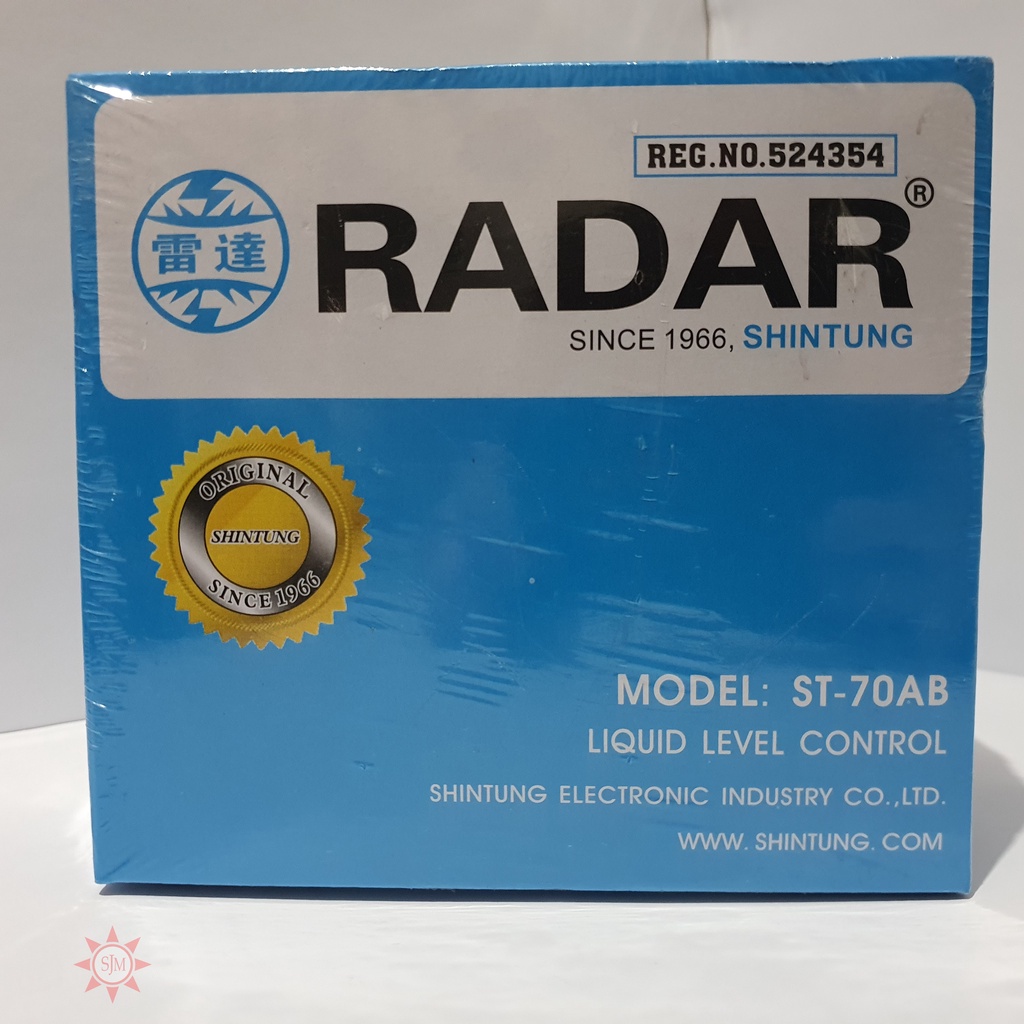 REG.NO.524354
雷達
RADAR®
SINCE 1966, SHINTUNG
ORIGINAL
SHINTUNG
SINCE 1966
MODEL: ST-70AB
LIQUID LEVEL CONTROL
SHINTUNG ELECTRONIC INDUSTRY CO.,LTD.
WWW. SHINTUNG. COM
SJM